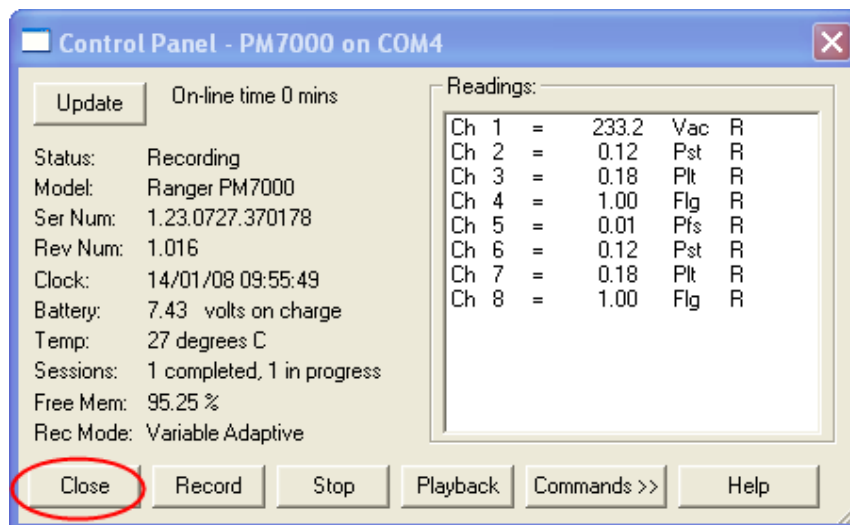 Control Panel - PM7000 on COM4
Update
On-line time 0 mins
Status: Recording
Model: Ranger PM7000
Ser Num: 1.23.0727.370178
Rev Num: 1.016
Clock: 14/01/08 09:55:49
Battery: 7.43 volts on charge
Temp: 27 degrees C
Sessions: 1 completed, 1 in progress
Free Mem: 95.25 %
Rec Mode: Variable Adaptive
Readings:
Ch 1 = 233.2 Vac R
Ch 2 = 0.12 Pst R
Ch 3 = 0.18 Plt R
Ch 4 = 1.00 Flg R
Ch 5 = 0.01 Pfs R
Ch 6 = 0.12 Pst R
Ch 7 = 0.18 Plt R
Ch 8 = 1.00 Flg R
Close Record Stop Playback Commands >> Help